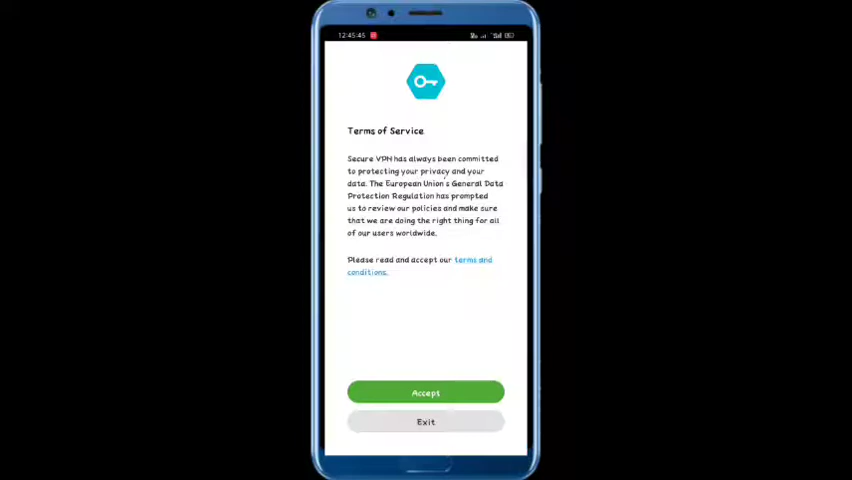 12:45:45
Terms of Service
Secure VPN has always been committed
to protecting your privacy and your
data. The European Union's General Data
Protection Regulation has prompted
us to review our policies and make sure
that we are doing the right thing for all
of our users worldwide.
Please read and accept our terms and
conditions.
Accept
Exit